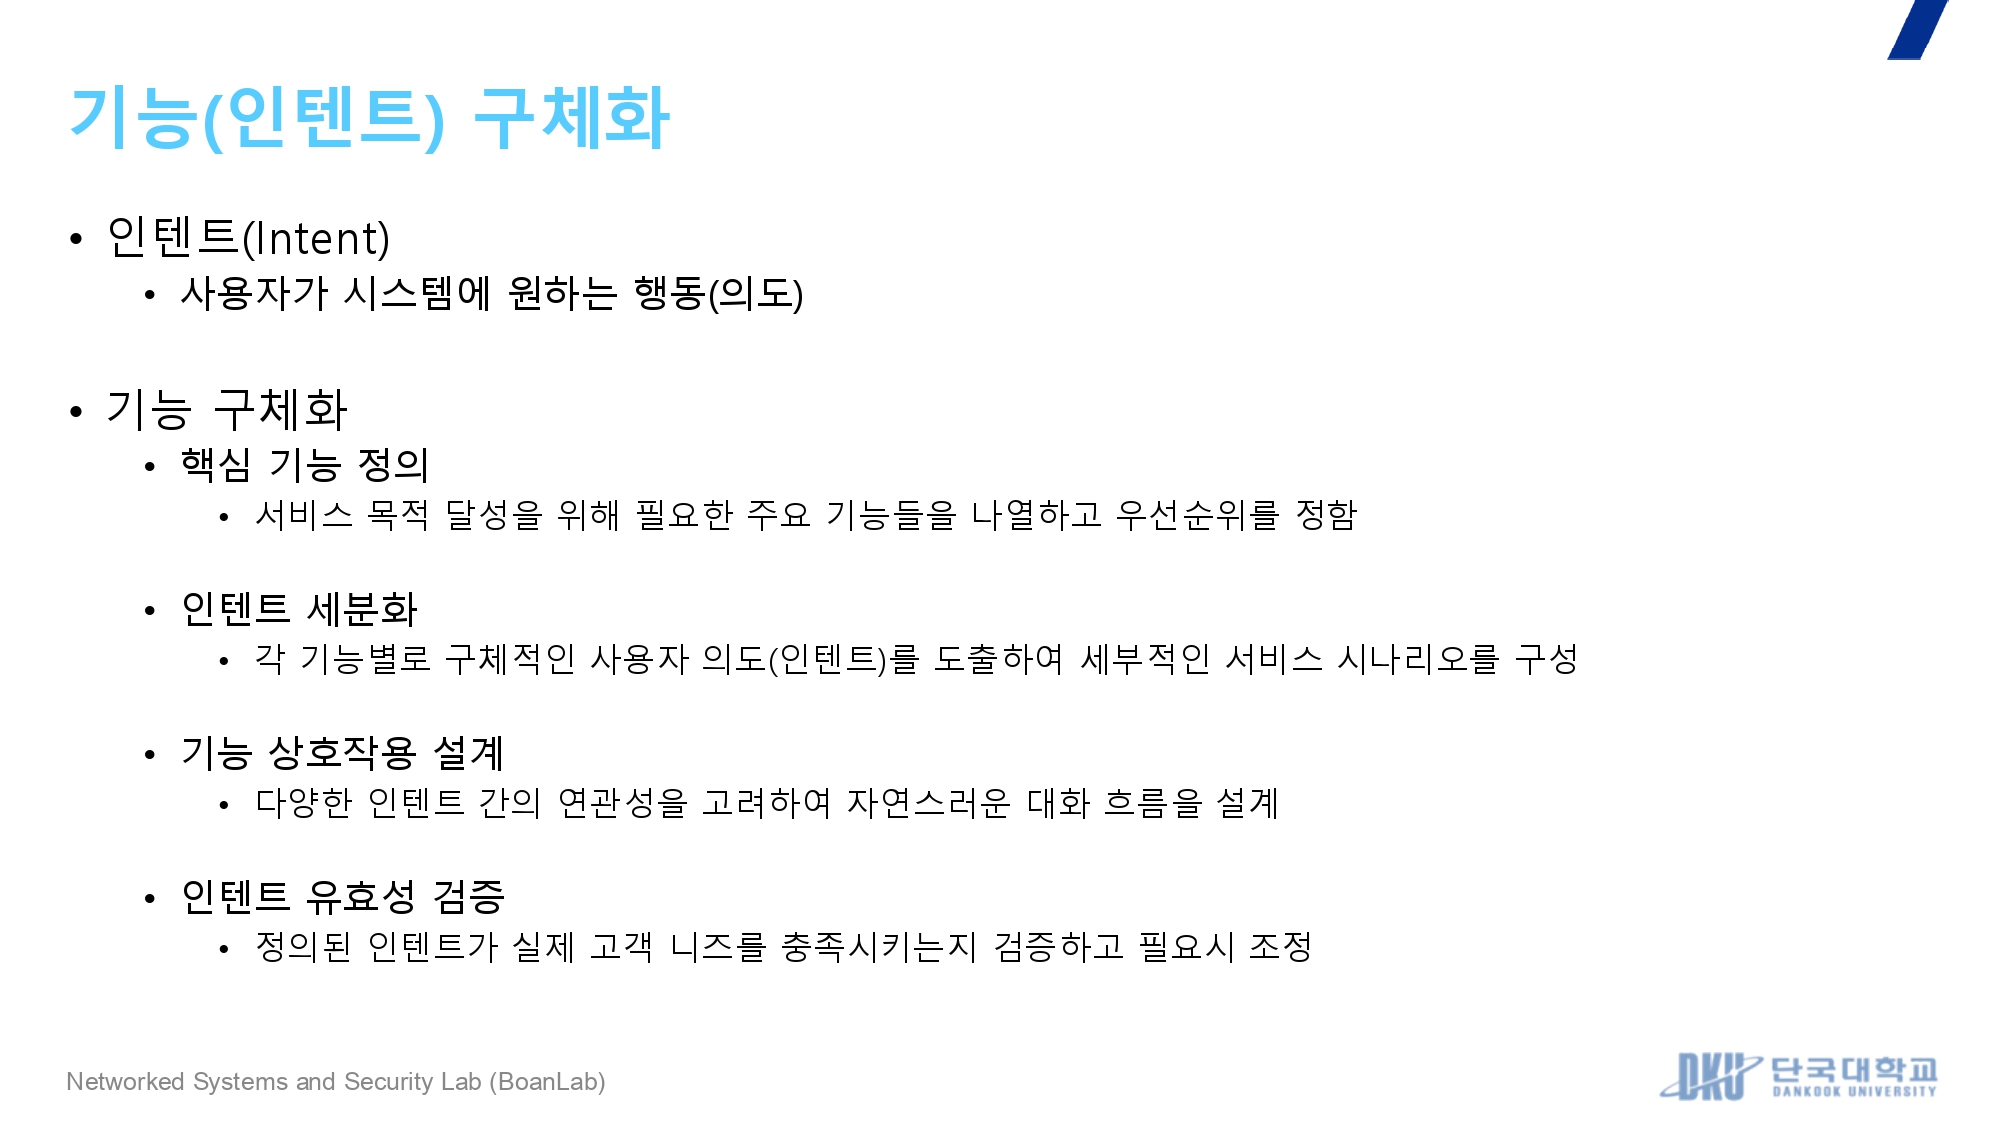 기능(인텐트) 구체화
• 인텐트(Intent)
• 사용자가 시스템에 원하는 행동(의도)
• 기능 구체화
• 핵심 기능 정의
• 서비스 목적 달성을 위해 필요한 주요 기능들을 나열하고 우선순위를 정함
• 인텐트 세분화
• 각 기능별로 구체적인 사용자 의도(인텐트)를 도출하여 세부적인 서비스 시나리오를 구성
• 기능 상호작용 설계
• 다양한 인텐트 간의 연관성을 고려하여 자연스러운 대화 흐름을 설계
• 인텐트 유효성 검증
• 정의된 인텐트가 실제 고객 니즈를 충족시키는지 검증하고 필요시 조정
Networked Systems and Security Lab (BoanLab)
DKU 단국대학교
DANKOOK UNIVERSITY